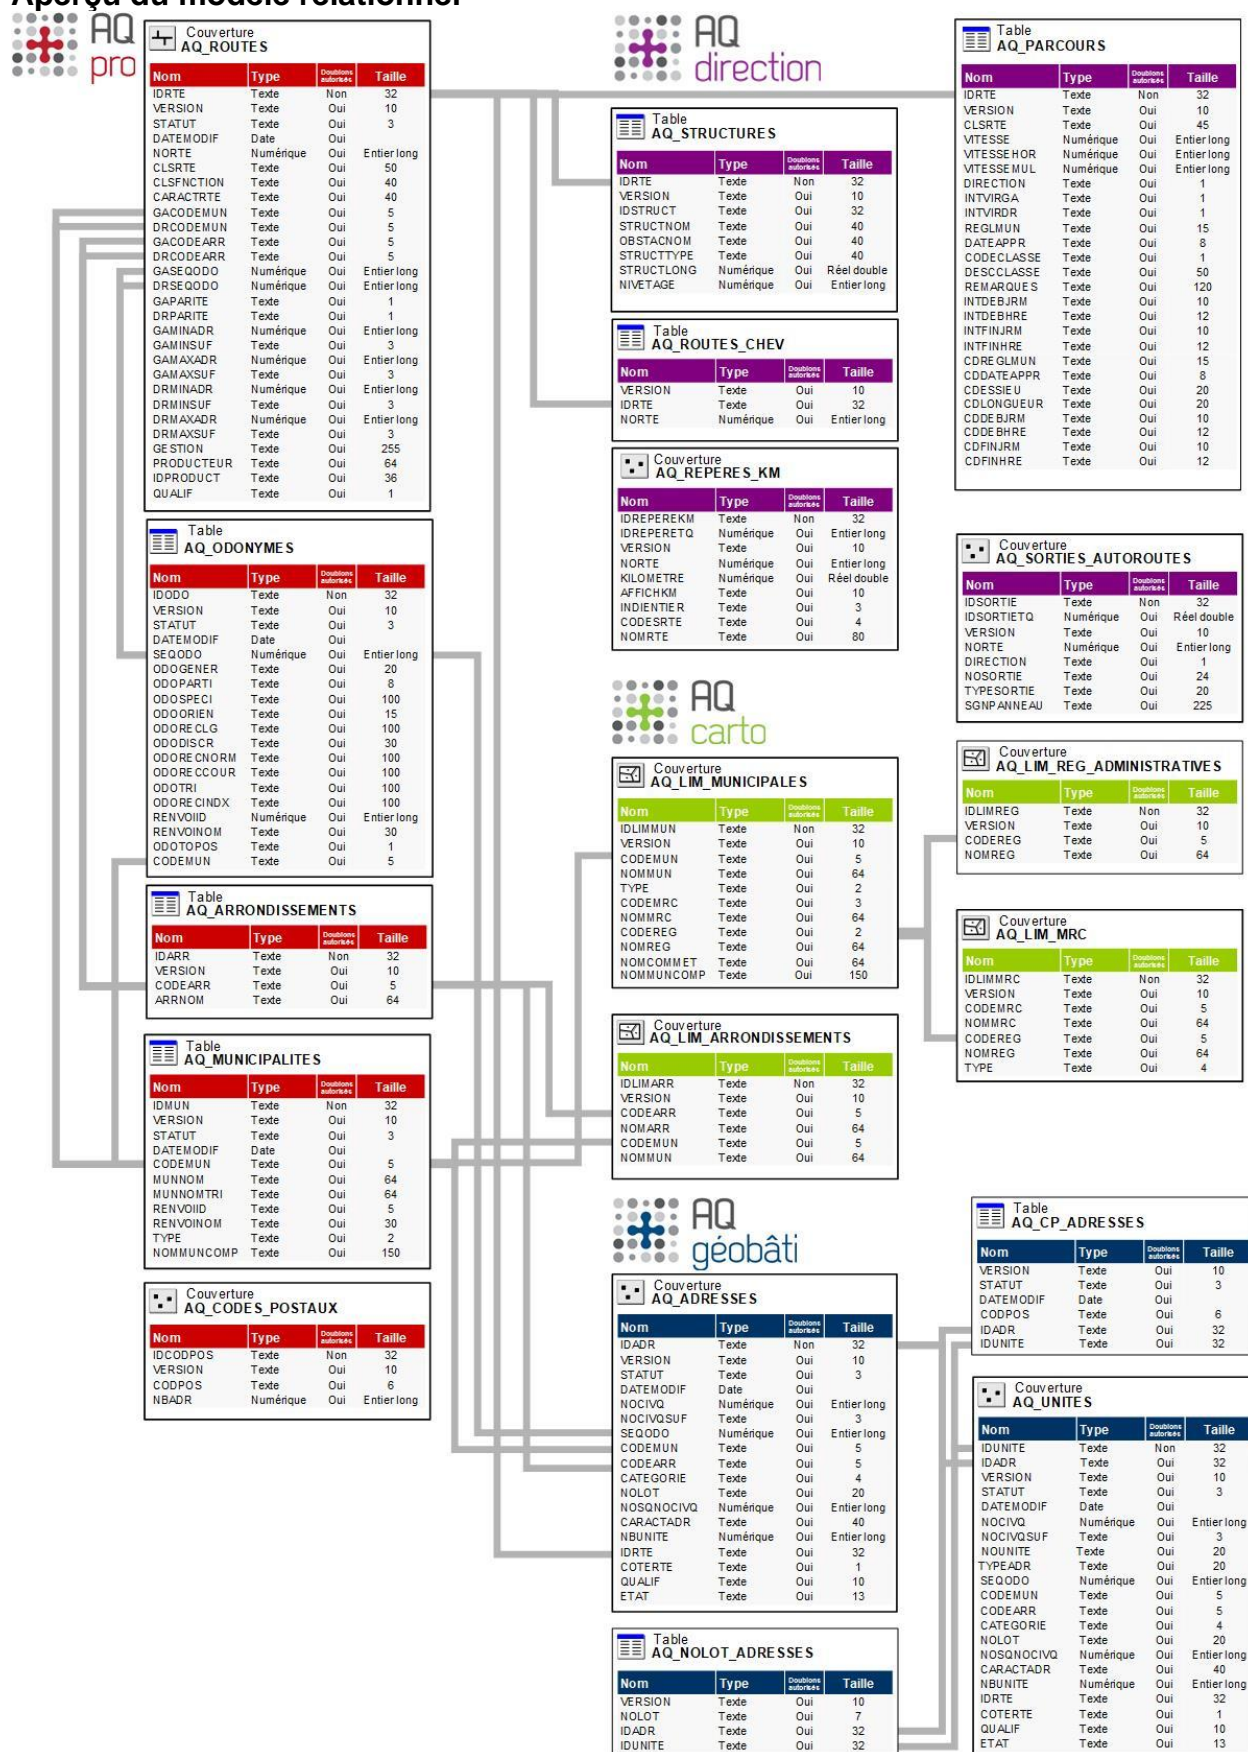 Aperçu du modèle relationnel
AQ
pro
Couverture
AQ_ROUTES
Nom Type Doublons autorisés Taille
IDRTE Texte Non 32
VERSION Texte Oui 10
STATUT Texte Oui 3
DATEMODIF Date Oui
NORTE Numérique Oui Entier long
CLSRTE Texte Oui 50
CLSFNCTION Texte Oui 40
CARACTRTE Texte Oui 40
GACODEMUN Texte Oui 5
DRCODEMUN Texte Oui 5
GACODEARR Texte Oui 5
DRCODEARR Texte Oui 5
GASEQODO Numérique Oui Entier long
DRSEQODO Numérique Oui Entier long
GAPARITE Texte Oui 1
DRPARITE Texte Oui 1
GAMINADR Numérique Oui Entier long
GAMINSUF Texte Oui 3
GAMAXADR Numérique Oui Entier long
GAMAXSUF Texte Oui 3
DRMINADR Numérique Oui Entier long
DRMINSUF Texte Oui 3
DRMAXADR Numérique Oui Entier long
DRMAXSUF Texte Oui 3
GESTION Texte Oui 255
PRODUCTEUR Texte Oui 64
IDPRODUCT Texte Oui 36
QUALIF Texte Oui 1
Table
AQ_ODONYMES
Nom Type Doublons autorisés Taille
IDODO Texte Non 32
VERSION Texte Oui 10
STATUT Texte Oui 3
DATEMODIF Date Oui
SEQODO Numérique Oui Entier long
ODOGENER Texte Oui 20
ODOPARTI Texte Oui 8
ODOSPECI Texte Oui 100
ODOORIEN Texte Oui 15
ODORECLG Texte Oui 100
ODODISCR Texte Oui 30
ODORECNORM Texte Oui 100
ODORECCOUR Texte Oui 100
ODOTRI Texte Oui 100
ODORECINDX Texte Oui 100
RENVOIID Numérique Oui Entier long
RENVOINOM Texte Oui 30
ODOTOPOS Texte Oui 1
CODEMUN Texte Oui 5
Table
AQ_ARRONDISSEMENTS
Nom Type Doublons autorisés Taille
IDARR Texte Non 32
VERSION Texte Oui 10
CODEARR Texte Oui 5
ARRNOM Texte Oui 64
Table
AQ_MUNICIPALITES
Nom Type Doublons autorisés Taille
IDMUN Texte Non 32
VERSION Texte Oui 10
STATUT Texte Oui 3
DATEMODIF Date Oui
CODEMUN Texte Oui 5
MUNNOM Texte Oui 64
MUNNOMTRI Texte Oui 64
RENVOIID Texte Oui 5
RENVOINOM Texte Oui 30
TYPE Texte Oui 2
NOMMUNCOMP Texte Oui 150
Couverture
AQ_CODES_POSTAUX
Nom Type Doublons autorisés Taille
IDCODPOS Texte Non 32
VERSION Texte Oui 10
CODPOS Texte Oui 6
NBADR Numérique Oui Entier long
AQ
direction
Table
AQ_STRUCTURES
Nom Type Doublons autorisés Taille
IDRTE Texte Non 32
VERSION Texte Oui 10
IDSTRUCT Texte Oui 32
STRUCTNOM Texte Oui 40
OBSTACNOM Texte Oui 40
STRUCTTYPE Texte Oui 40
STRUCTLONG Numérique Oui Réel double
NIVETAGE Numérique Oui Entier long
Table
AQ_ROUTES_CHEV
Nom Type Doublons autorisés Taille
VERSION Texte Oui 10
IDRTE Texte Oui 32
NORTE Numérique Oui Entier long
Couverture
AQ_REPERES_KM
Nom Type Doublons autorisés Taille
IDREPEREKM Texte Non 32
IDREPERETQ Numérique Oui Entier long
VERSION Texte Oui 10
NORTE Numérique Oui Entier long
KILOMETRE Numérique Oui Réel double
AFFICHKM Texte Oui 10
INDIENTIER Texte Oui 3
CODESRTE Texte Oui 4
NOMRTE Texte Oui 80
Table
AQ_PARCOURS
Nom Type Doublons autorisés Taille
IDRTE Texte Non 32
VERSION Texte Oui 10
CLSRTE Texte Oui 45
VITESSE Numérique Oui Entier long
VITESSEHOR Numérique Oui Entier long
VITESSEMUL Numérique Oui Entier long
DIRECTION Texte Oui 1
INTVIRGA Texte Oui 1
INTVIRDR Texte Oui 1
REGLMUN Texte Oui 15
DATEAPPR Texte Oui 8
CODECLASSE Texte Oui 1
DESCCLASSE Texte Oui 50
REMARQUES Texte Oui 120
INTDEBJRM Texte Oui 10
INTDEBHRE Texte Oui 12
INTFINJRM Texte Oui 10
INTFINHRE Texte Oui 12
CDREGLMUN Texte Oui 15
CDDATEAPPR Texte Oui 8
CDESSIEU Texte Oui 20
CDLONGUEUR Texte Oui 20
CDDEBJRM Texte Oui 10
CDDEBHRE Texte Oui 12
CDFINJRM Texte Oui 10
CDFINHRE Texte Oui 12
Couverture
AQ_SORTIES_AUTOROUTES
Nom Type Doublons autorisés Taille
IDSORTIE Texte Non 32
IDSORTIETQ Numérique Oui Réel double
VERSION Texte Oui 10
NORTE Numérique Oui Entier long
DIRECTION Texte Oui 1
NOSORTIE Texte Oui 24
TYPESORTIE Texte Oui 20
SGNPANNEAU Texte Oui 225
AQ
carto
Couverture
AQ_LIM_MUNICIPALES
Nom Type Doublons autorisés Taille
IDLIMMUN Texte Non 32
VERSION Texte Oui 10
CODEMUN Texte Oui 5
NOMMUN Texte Oui 64
TYPE Texte Oui 2
CODEMRC Texte Oui 3
NOMMRC Texte Oui 64
CODEREG Texte Oui 2
NOMREG Texte Oui 64
NOMCOMMET Texte Oui 64
NOMMUNCOMP Texte Oui 150
Couverture
AQ_LIM_ARRONDISSEMENTS
Nom Type Doublons autorisés Taille
IDLIMARR Texte Non 32
VERSION Texte Oui 10
CODEARR Texte Oui 5
NOMARR Texte Oui 64
CODEMUN Texte Oui 5
NOMMUN Texte Oui 64
Couverture
AQ_LIM_REG_ADMINISTRATIVES
Nom Type Doublons autorisés Taille
IDLIMREG Texte Non 32
VERSION Texte Oui 10
CODEREG Texte Oui 5
NOMREG Texte Oui 64
Couverture
AQ_LIM_MRC
Nom Type Doublons autorisés Taille
IDLIMMRC Texte Non 32
VERSION Texte Oui 10
CODEMRC Texte Oui 5
NOMMRC Texte Oui 64
CODEREG Texte Oui 5
NOMREG Texte Oui 64
TYPE Texte Oui 4
AQ
géobâti
Couverture
AQ_ADRESSES
Nom Type Doublons autorisés Taille
IDADR Texte Non 32
VERSION Texte Oui 10
STATUT Texte Oui 3
DATEMODIF Date Oui
NOCIVQ Numérique Oui Entier long
NOCIVQSUF Texte Oui 3
SEQODO Numérique Oui Entier long
CODEMUN Texte Oui 5
CODEARR Texte Oui 5
CATEGORIE Texte Oui 4
NOLOT Texte Oui 20
NOSQNOCIVQ Numérique Oui Entier long
CARACTADR Texte Oui 40
NBUNITE Numérique Oui Entier long
IDRTE Texte Oui 32
COTERTE Texte Oui 1
QUALIF Texte Oui 10
ETAT Texte Oui 13
Table
AQ_NOLOT_ADRESSES
Nom Type Doublons autorisés Taille
VERSION Texte Oui 10
NOLOT Texte Oui 7
IDADR Texte Oui 32
IDUNITE Texte Oui 32
Table
AQ_CP_ADRESSES
Nom Type Doublons autorisés Taille
VERSION Texte Oui 10
STATUT Texte Oui 3
DATEMODIF Date Oui
CODPOS Texte Oui 6
IDADR Texte Oui 32
IDUNITE Texte Oui 32
Couverture
AQ_UNITES
Nom Type Doublons autorisés Taille
IDUNITE Texte Non 32
IDADR Texte Oui 32
VERSION Texte Oui 10
STATUT Texte Oui 3
DATEMODIF Date Oui
NOCIVQ Numérique Oui Entier long
NOCIVQSUF Texte Oui 3
NOUNITE Texte Oui 20
TYPEADR Texte Oui 20
SEQODO Numérique Oui Entier long
CODEMUN Texte Oui 5
CODEARR Texte Oui 5
CATEGORIE Texte Oui 4
NOLOT Texte Oui 20
NOSQNOCIVQ Numérique Oui Entier long
CARACTADR Texte Oui 40
NBUNITE Numérique Oui Entier long
IDRTE Texte Oui 32
COTERTE Texte Oui 1
QUALIF Texte Oui 10
ETAT Texte Oui 13